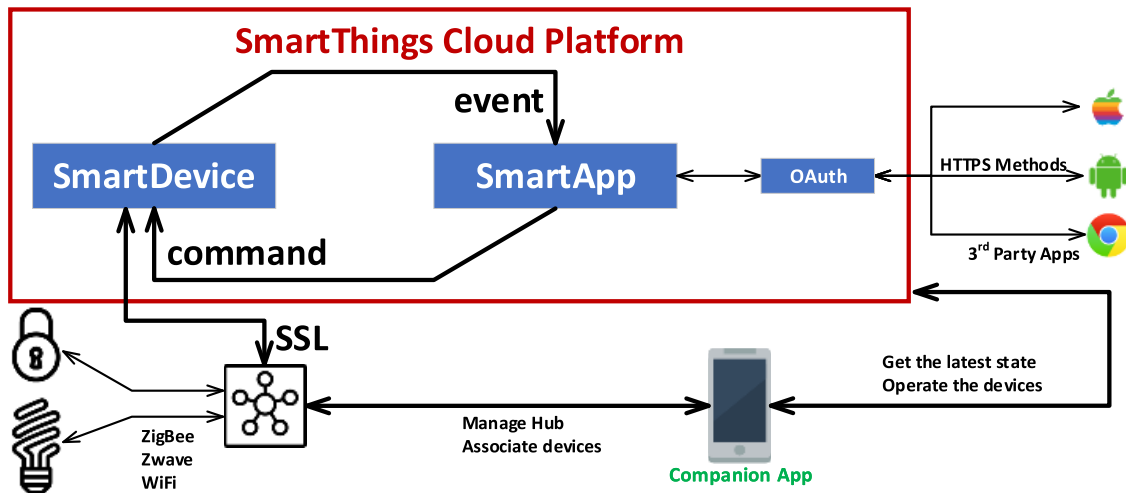 SmartThings Cloud Platform
event
SmartDevice
SmartApp
OAuth
HTTPS Methods
command
3rd Party Apps
SSL
Get the latest state
Operate the devices
Manage Hub
Associate devices
ZigBee
Zwave
WiFi
Companion App